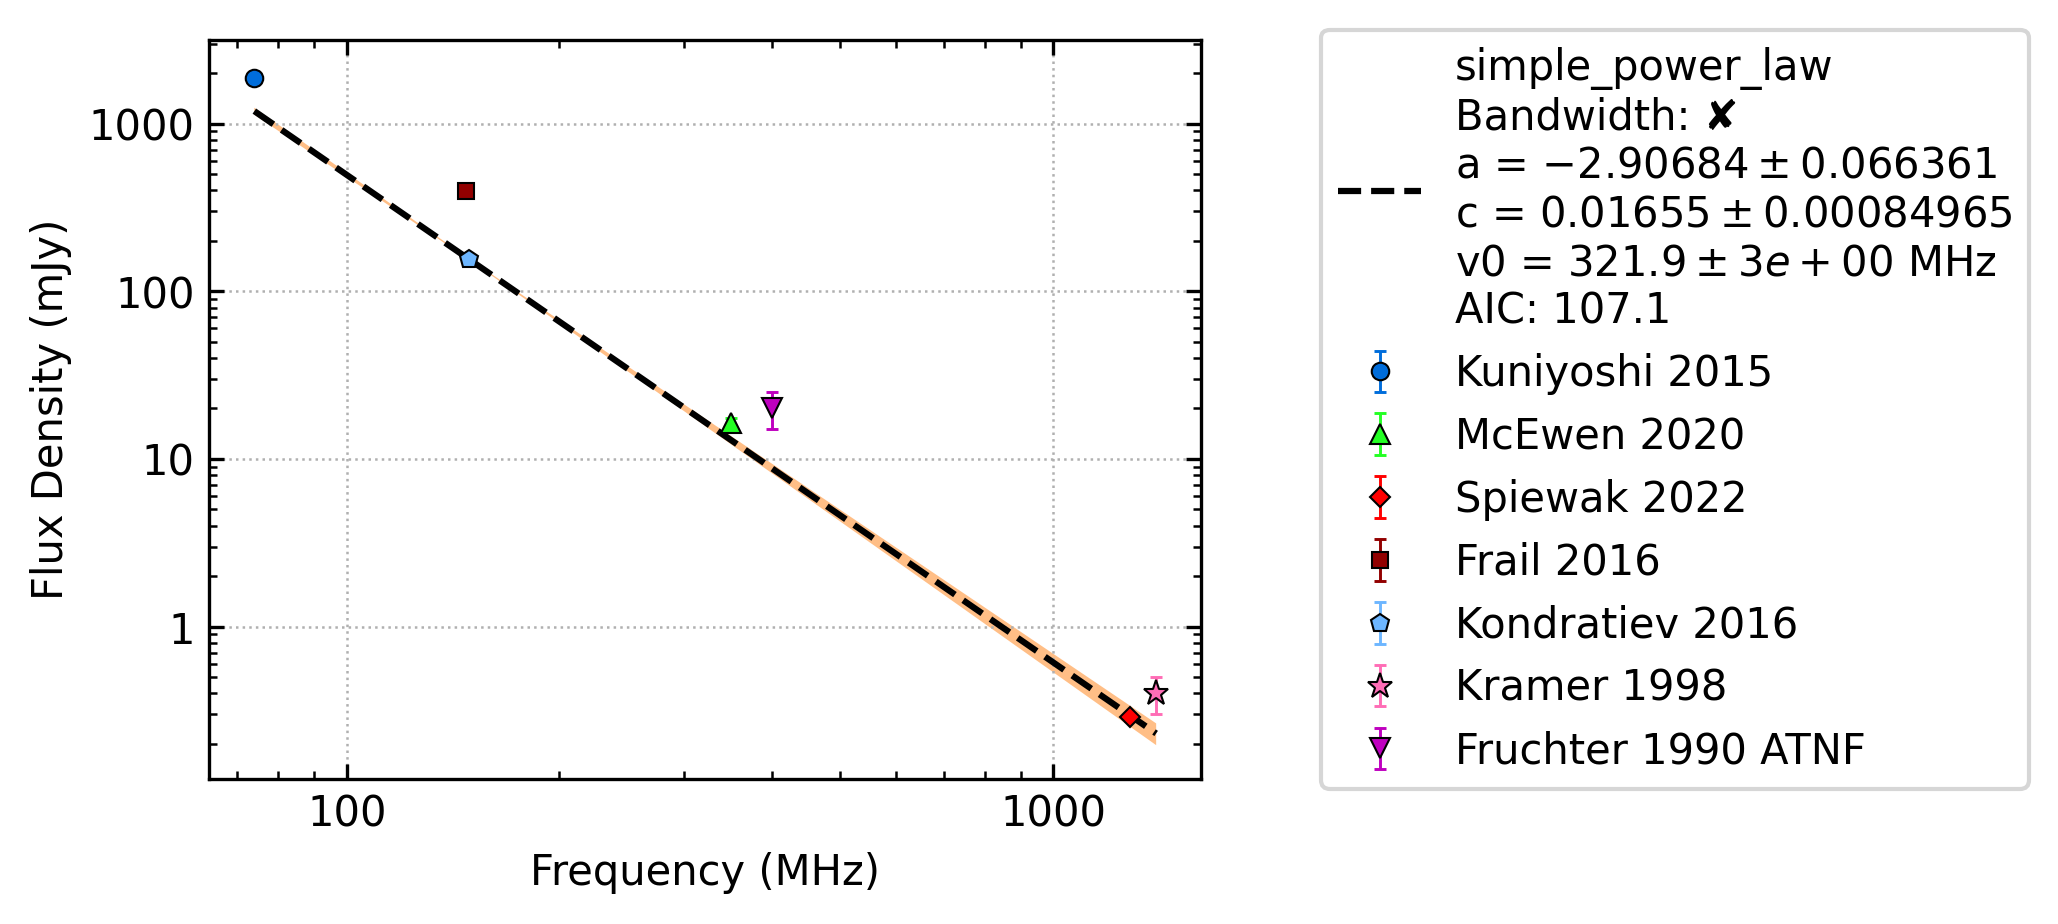 1000
100
10
1
Flux Density (mJy)
100
1000
Frequency (MHz)
simple_power_law
Bandwidth: ✘
a = −2.90684 ± 0.066361
c = 0.01655 ± 0.00084965
v0 = 321.9 ± 3e + 00 MHz
AIC: 107.1
Kuniyoshi 2015
McEwen 2020
Spiewak 2022
Frail 2016
Kondratiev 2016
Kramer 1998
Fruchter 1990 ATNF